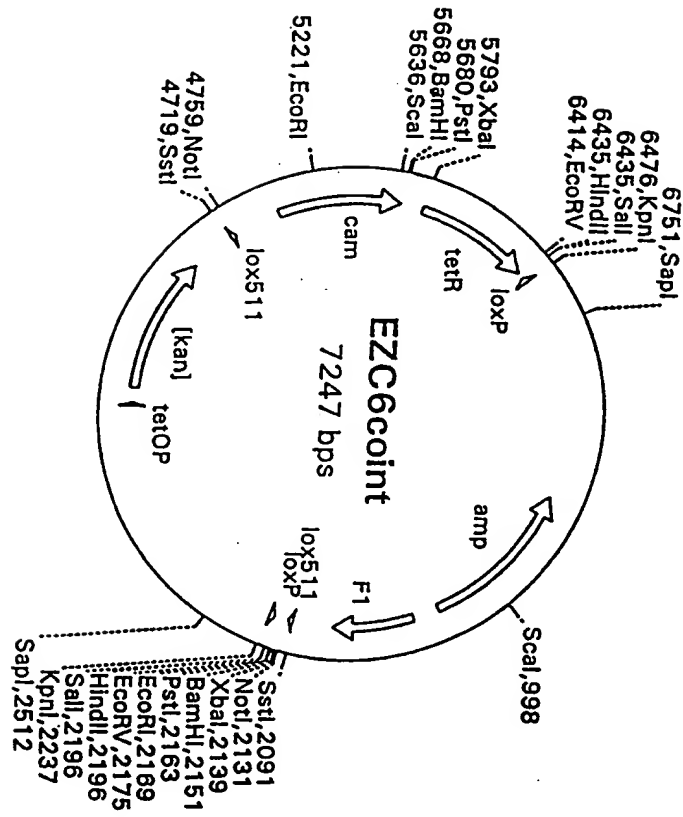 ScaI,998
amp
6751,SapI
6476,KpnI
6435,SalI
6435,HindII
6414,EcoRV
loxP
tetR
EZC6coint
7247 bps
F1
lox511
loxP
SstI,2091
NotI,2131
XbaI,2139
BamHI,2151
PstI,2163
EcoRI,2169
EcoRV,2175
HindII,2196
SalI,2196
KpnI,2237
SapI,2512
5793,XbaI
5680,PstI
5668,BamHI
5636,ScaI
cam
5221,EcoRI
lox511
[kan]
tetOP
4759,NotI
4719,SstI